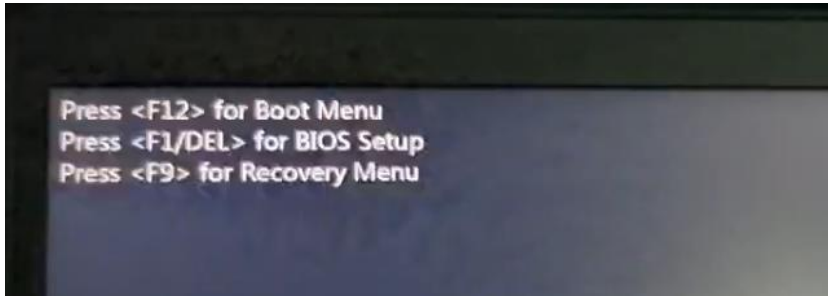 Press <F12> for Boot Menu
Press <F1/DEL> for BIOS Setup
Press <F9> for Recovery Menu